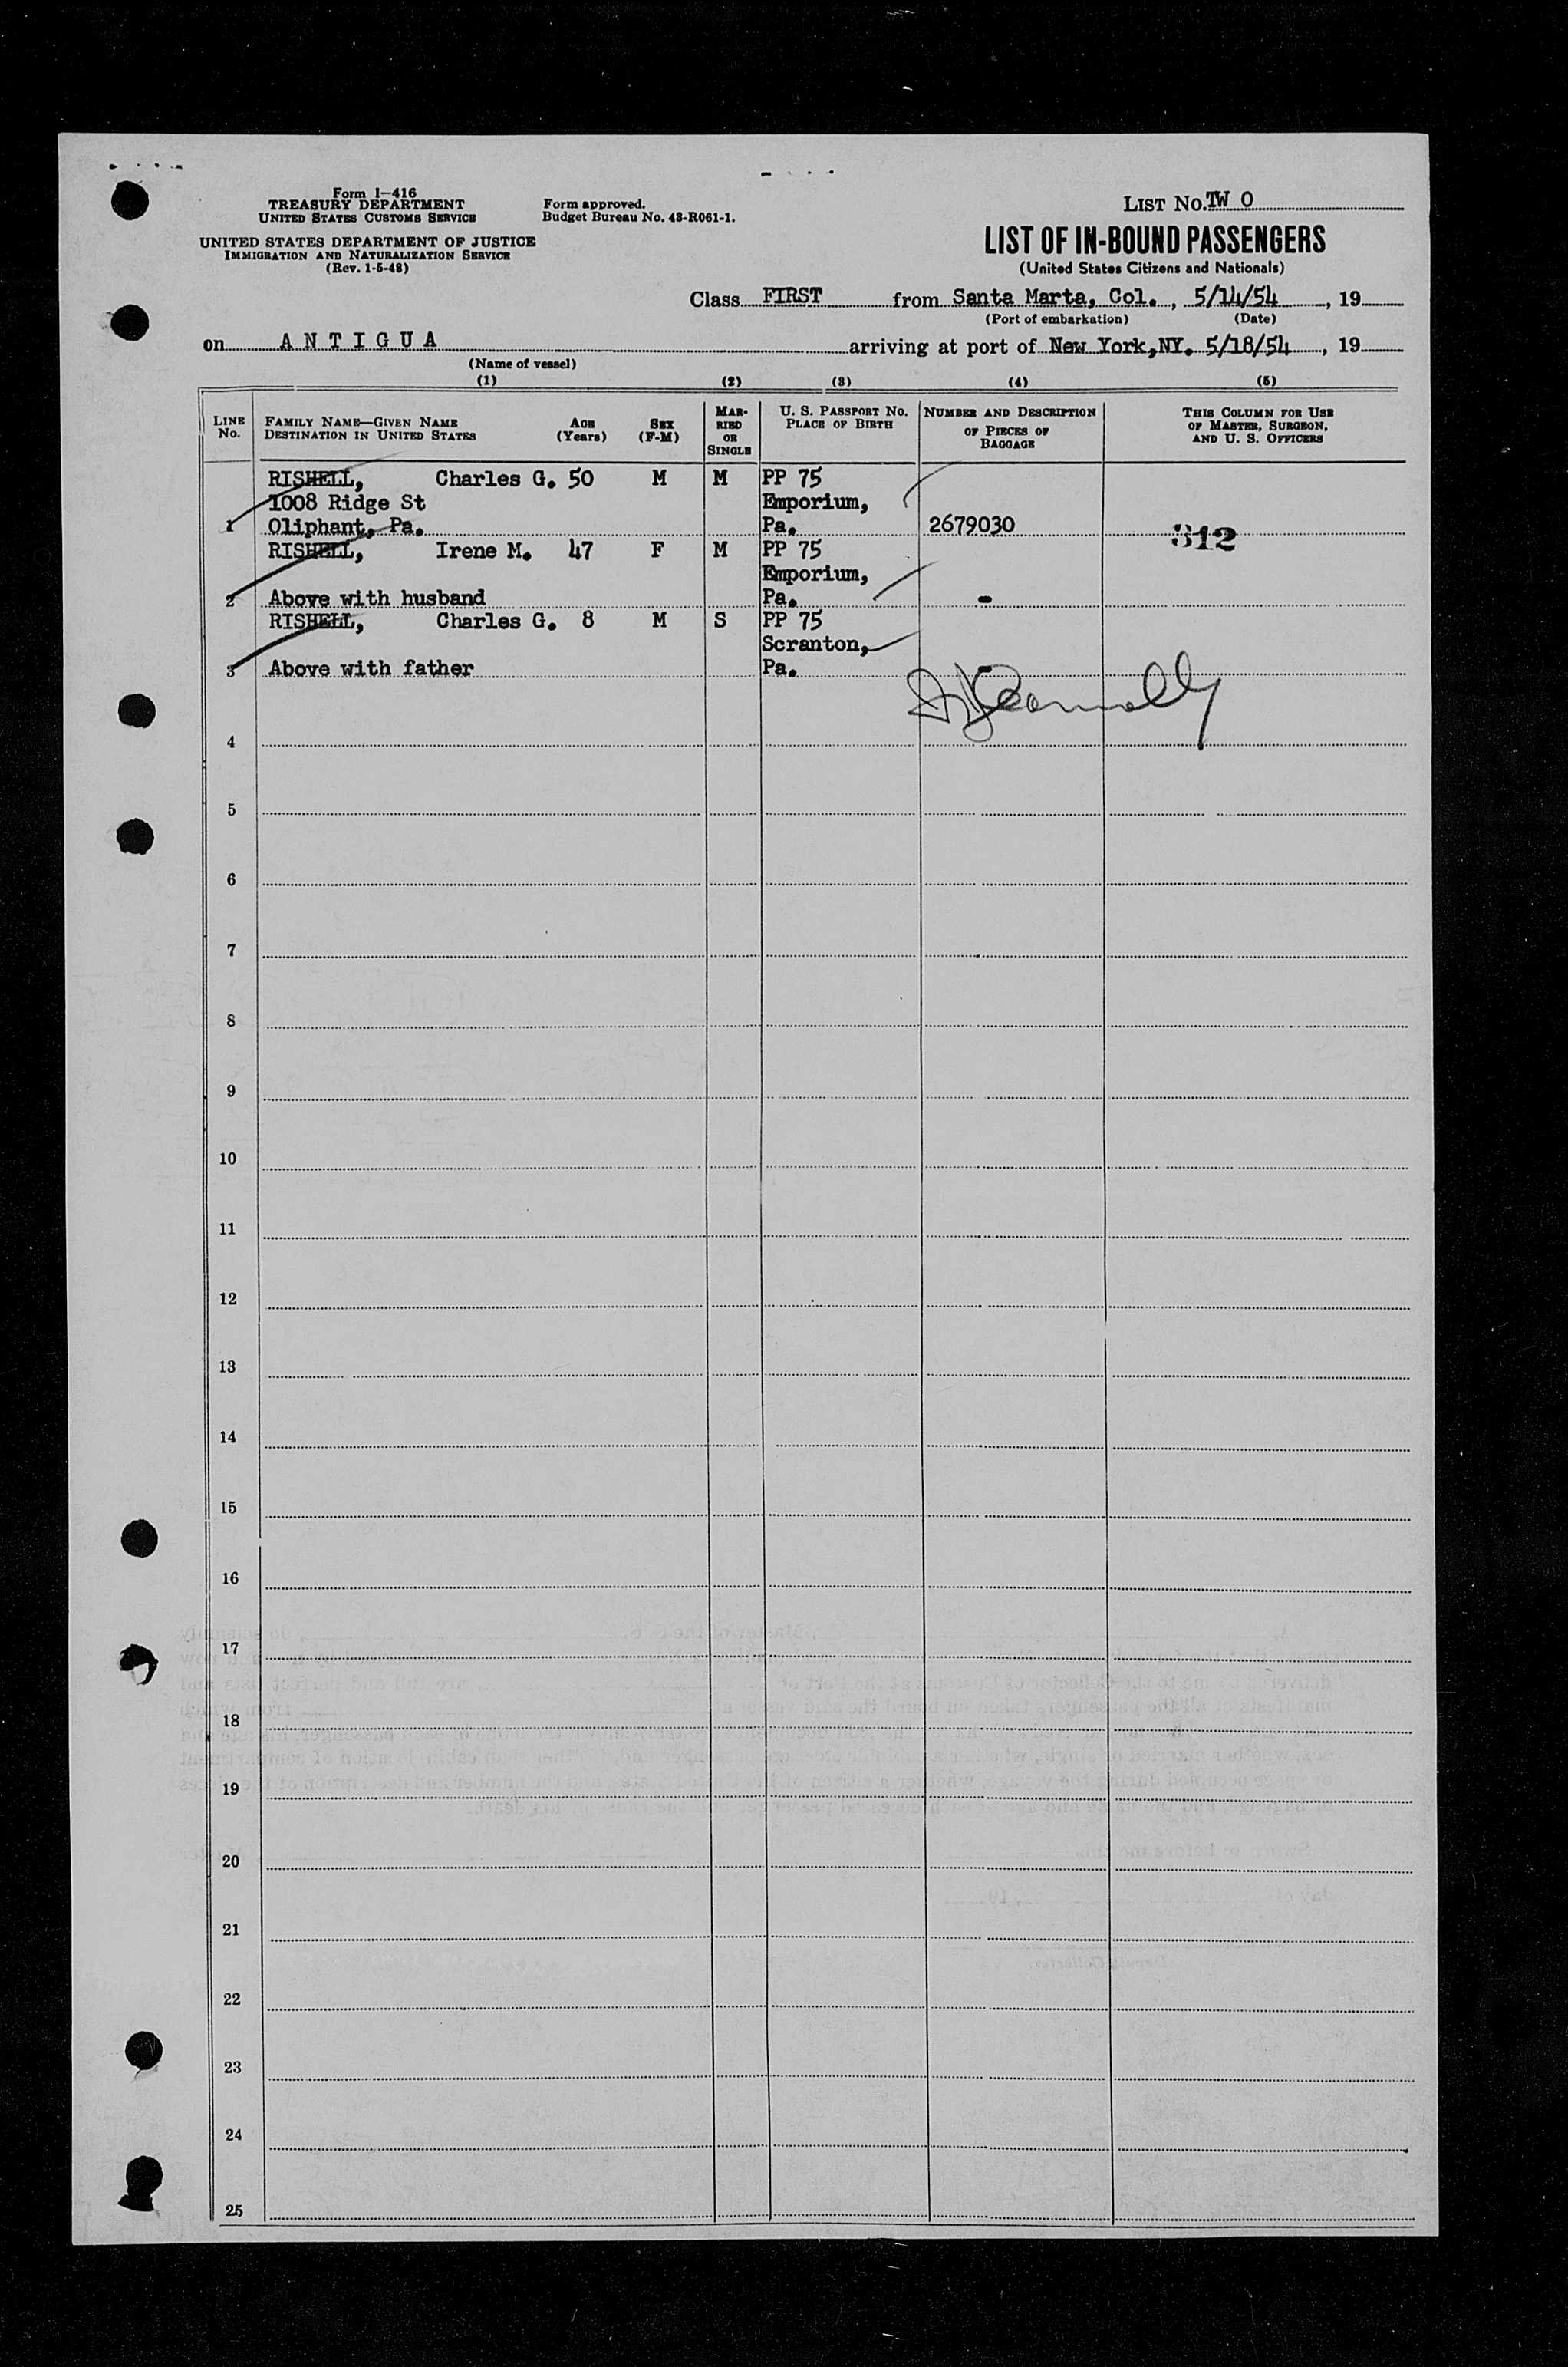 Form I-416
TREASURY DEPARTMENT
UNITED STATES CUSTOMS SERVICE
UNITED STATES DEPARTMENT OF JUSTICE
IMMIGRATION AND NATURALIZATION SERVICE
(Rev. 1-5-48)
Form approved.
Budget Bureau No. 43-R061-1.
LIST No. TW O
LIST OF IN-BOUND PASSENGERS
(United States Citizens and Nationals)
Class FIRST from Santa Marta, Col., 5/14/54, 19
(Port of embarkation) (Date)
on ANTIGUA arriving at port of New York, NY. 5/18/54, 19
(Name of vessel)
(1) (2) (3) (4) (5)
LINE No. FAMILY NAME—GIVEN NAME DESTINATION IN UNITED STATES AGE (Years) SEX (F-M) MARRIED OR SINGLE U. S. PASSPORT No. PLACE OF BIRTH NUMBER AND DESCRIPTION OF PIECES OF BAGGAGE THIS COLUMN FOR USE OF MASTER, SURGEON, AND U. S. OFFICERS
RISHELL, Charles G. 50 M M PP 75
1008 Ridge St Emporium,
1 Oliphant, Pa. Pa. 2679030 312
RISHELL, Irene M. 47 F M PP 75
Emporium,
2 Above with husband Pa. -
RISHELL, Charles G. 8 M S PP 75
Scranton,
3 Above with father Pa. -
4
5
6
7
8
9
10
11
12
13
14
15
16
17
18
19
20
21
22
23
24
25